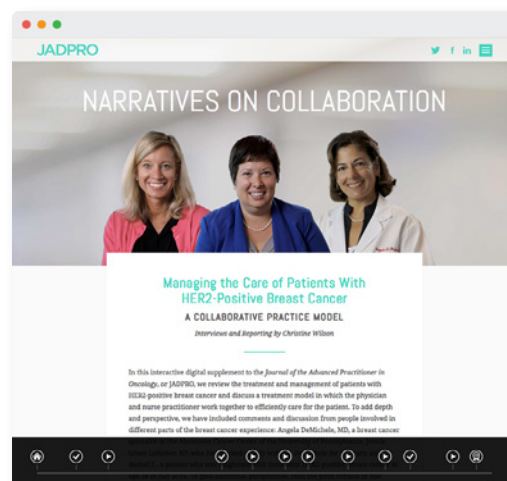 JADPRO
NARRATIVES ON COLLABORATION
Managing the Care of Patients With
HER2-Positive Breast Cancer
A COLLABORATIVE PRACTICE MODEL
Interviews and Reporting by Christine Wilson
In this interactive digital supplement to the Journal of the Advanced Practitioner in
Oncology, or JADPRO, we review the treatment and management of patients with
HER2-positive breast cancer and discuss a treatment model in which the physician
and nurse practitioner work together to efficiently care for the patient. To add depth
and perspective, we have included comments and discussion from people involved in
different parts of the breast cancer experience: Angela DeMichele, MD, a breast cancer